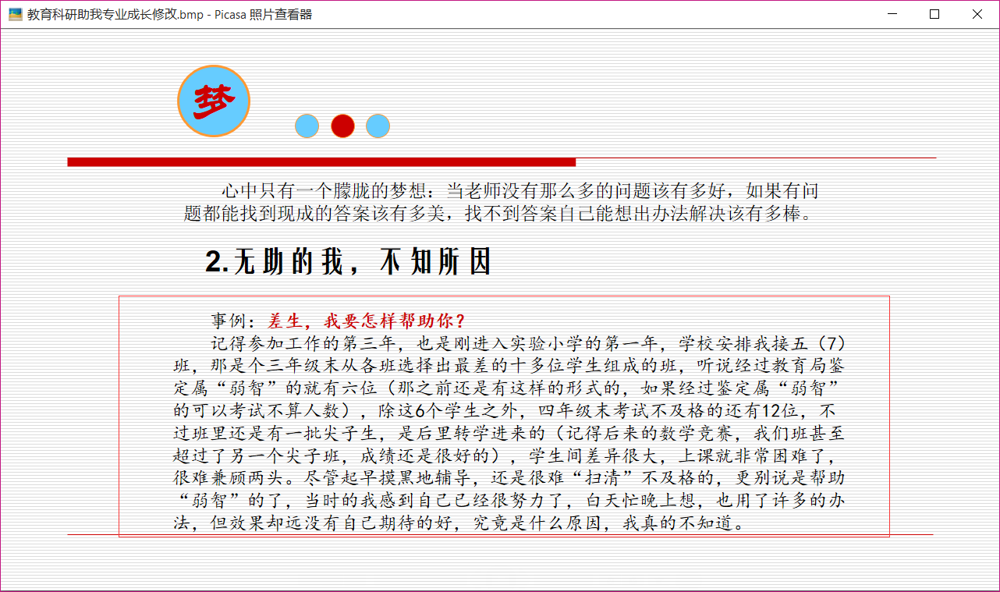 教育科研助我专业成长修改.bmp - Picasa 照片查看器
梦
心中只有一个朦胧的梦想：当老师没有那么多的问题该有多好，如果有问
题都能找到现成的答案该有多美，找不到答案自己能想出办法解决该有多棒。
2.无助的我，不知所因
事例：差生，我要怎样帮助你？
记得参加工作的第三年，也是刚进入实验小学的第一年，学校安排我接五（7）
班，那是个三年级末从各班选择出最差的十多位学生组成的班，听说经过教育局鉴
定属“弱智”的就有六位（那之前还是有这样的形式的，如果经过鉴定属“弱智”
的可以考试不算人数），除这6个学生之外，四年级末考试不及格的还有12位，不
过班里还是有一批尖子生，是后里转学进来的（记得后来的数学竞赛，我们班甚至
超过了另一个尖子班，成绩还是很好的），学生间差异很大，上课就非常困难了，
很难兼顾两头。尽管起早摸黑地辅导，还是很难“扫清”不及格的，更别说是帮助
“弱智”的了，当时的我感到自己已经很努力了，白天忙晚上想，也用了许多的办
法，但效果却远没有自己期待的好，究竟是什么原因，我真的不知道。